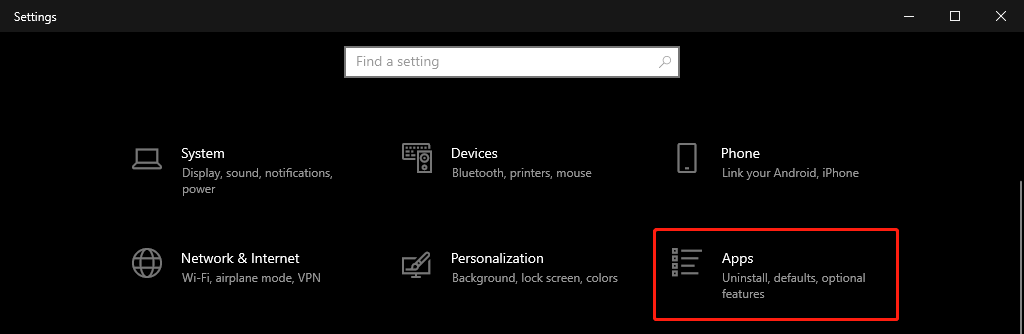 Settings
Find a setting
System
Display, sound, notifications,
power
Devices
Bluetooth, printers, mouse
Phone
Link your Android, iPhone
Network & Internet
Wi-Fi, airplane mode, VPN
Personalization
Background, lock screen, colors
Apps
Uninstall, defaults, optional
features